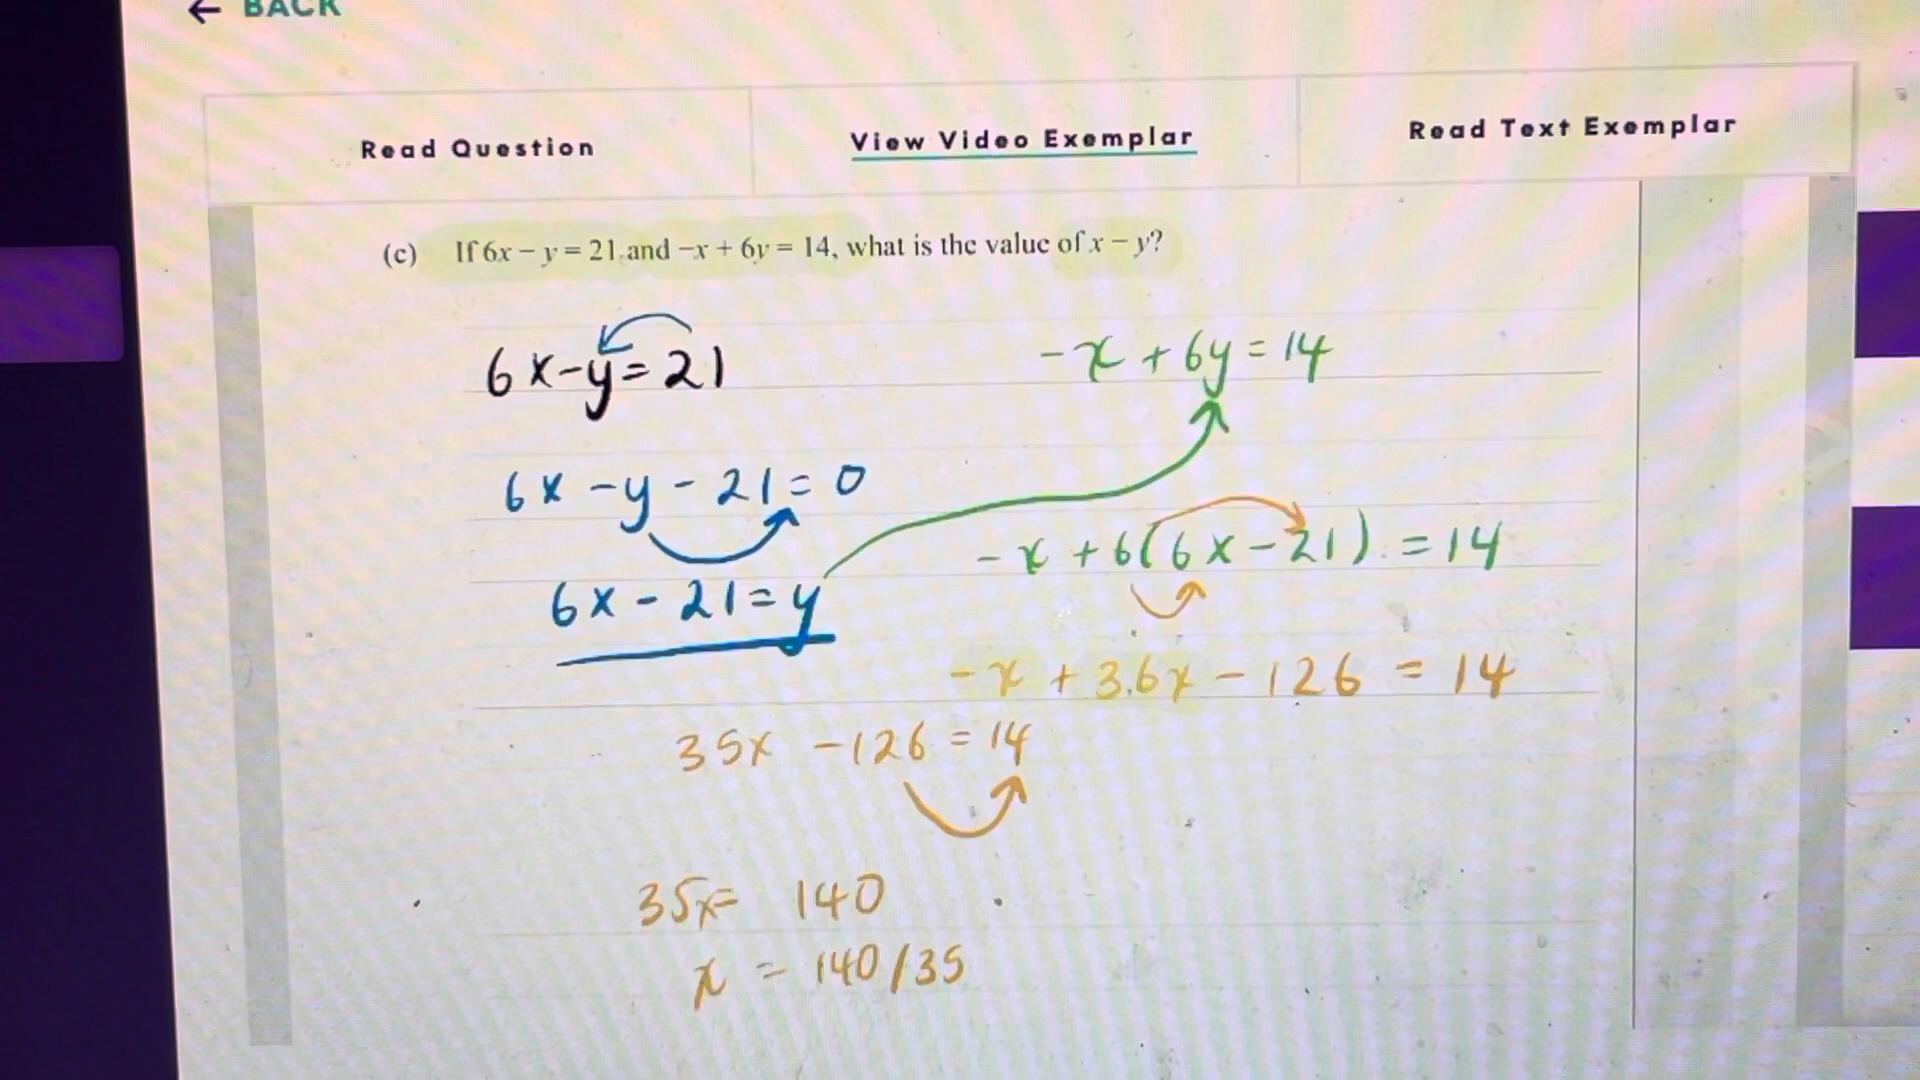 ← BACK
Read Question
View Video Exemplar
Read Text Exemplar
(c) If 6x – y = 21 and –x + 6y = 14, what is the value of x – y?
6x-y=21
-x+6y=14
6x-y-21=0
-x+6(6x-21)=14
6x-21=y
-x+36x-126=14
35x-126=14
35x=140
x=140/35